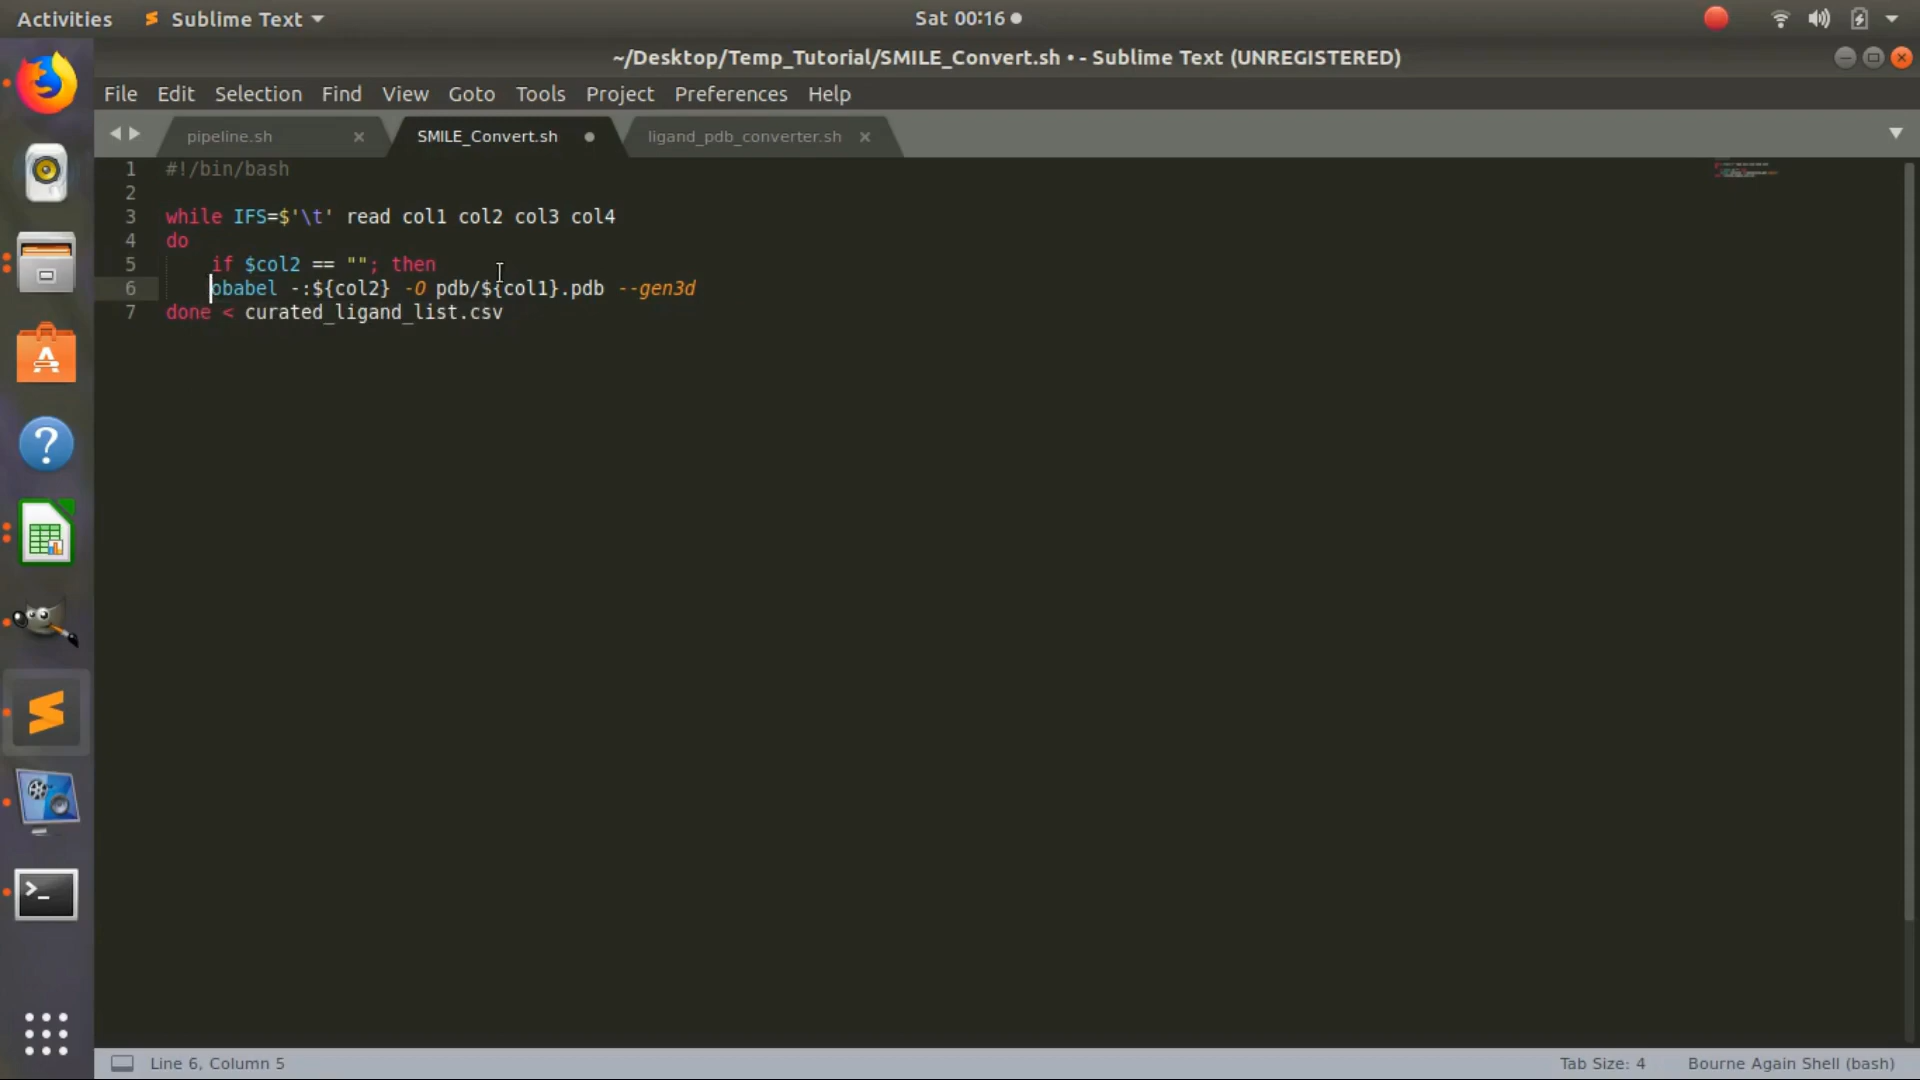 Activities Sublime Text Sat 00:16
~/Desktop/Temp_Tutorial/SMILE_Convert.sh • - Sublime Text (UNREGISTERED)
File Edit Selection Find View Goto Tools Project Preferences Help
pipeline.sh SMILE_Convert.sh ligand_pdb_converter.sh
1 #!/bin/bash
2
3 while IFS=$'\t' read col1 col2 col3 col4
4 do
5 if $col2 == ""; then
6 obabel -:${col2} -O pdb/${col1}.pdb --gen3d
7 done < curated_ligand_list.csv
Line 6, Column 5 Tab Size: 4 Bourne Again Shell (bash)